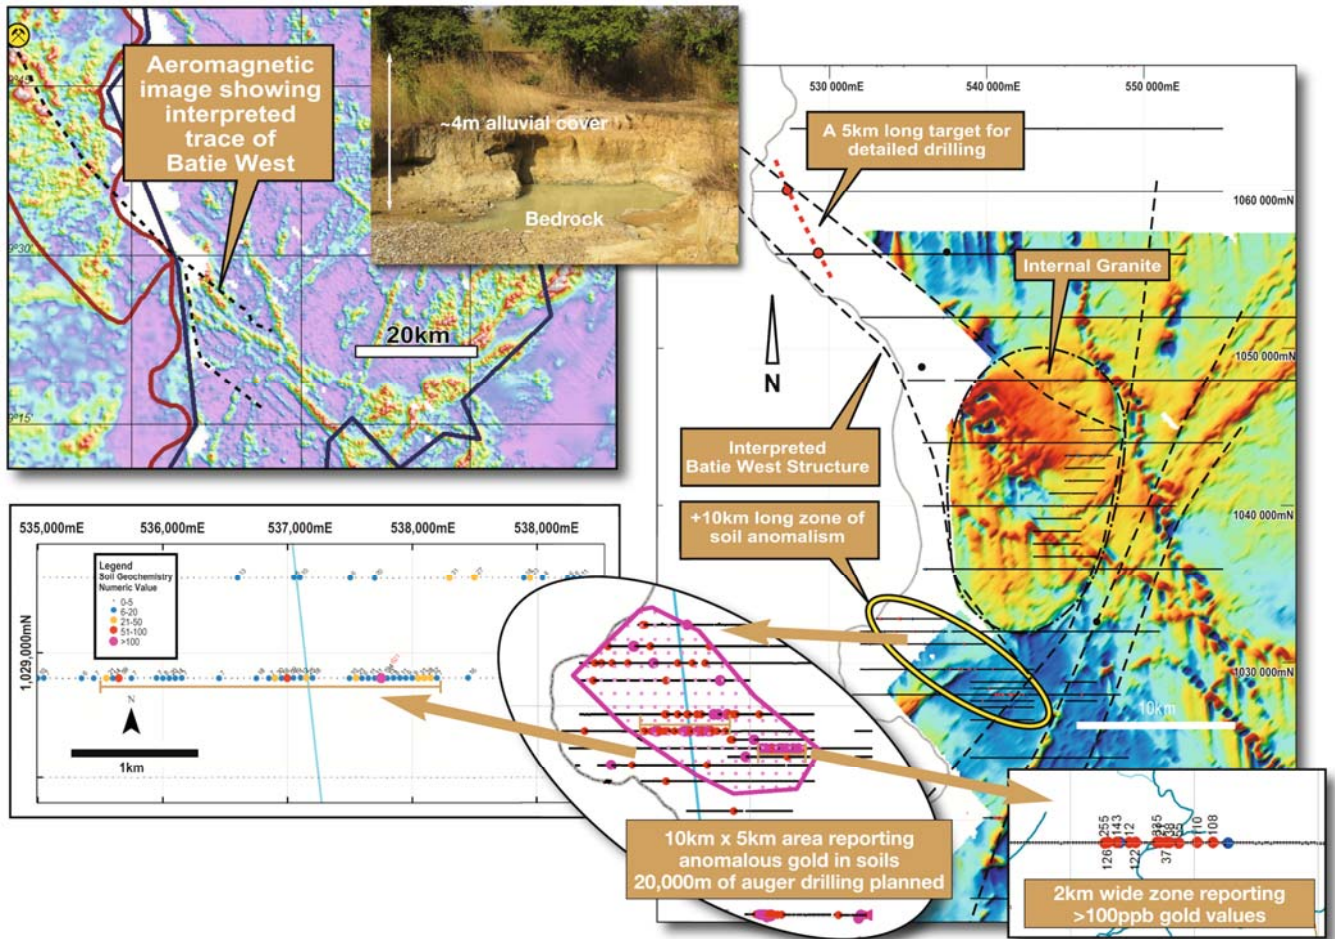 Aeromagnetic
image showing
interpreted
trace of
Batie West
9°30'
9°15'
20km
~4m alluvial cover
Bedrock
530 000mE
540 000mE
550 000mE
A 5km long target for
detailed drilling
1060 000mN
Internal Granite
N
1050 000mN
Interpreted
Batie West Structure
+10km long zone of
soil anomalism
1040 000mN
1030 000mN
10km
535,000mE
536,000mE
537,000mE
538,000mE
538,000mE
Legend
Soil Geochemistry
Numeric Value
0-5
6-20
21-50
51-100
>100
1,029,000mN
N
1km
10km x 5km area reporting
anomalous gold in soils
20,000m of auger drilling planned
255
143
12
110
108
126
122
37
2km wide zone reporting
>100ppb gold values